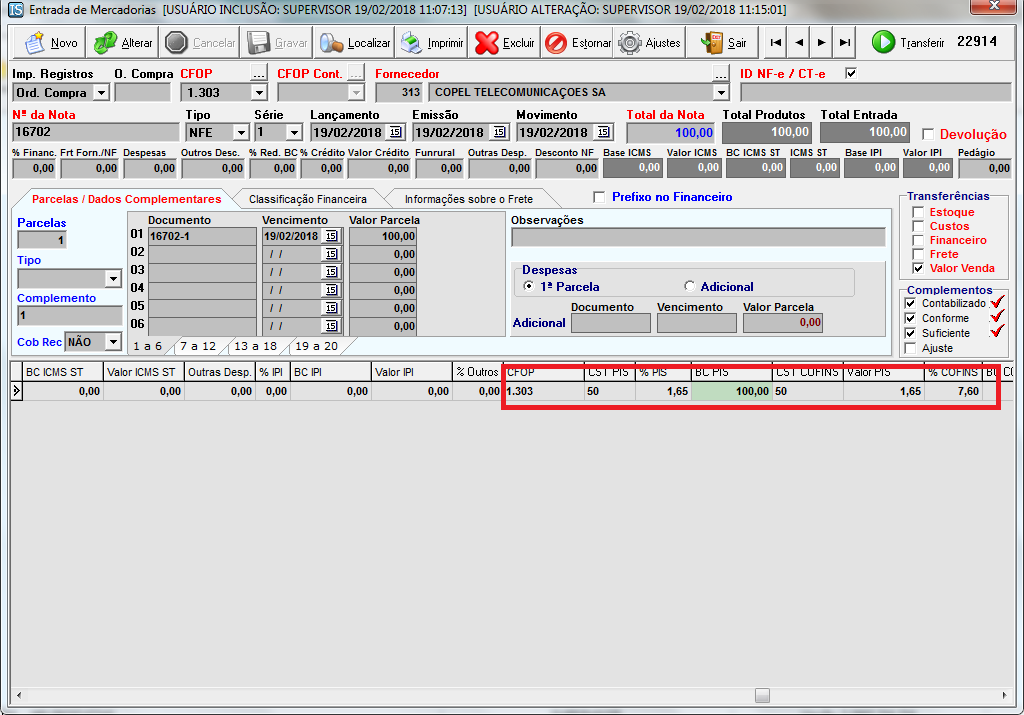 Entrada de Mercadorias [USUÁRIO INCLUSÃO: SUPERVISOR 19/02/2018 11:07:13] [USUÁRIO ALTERAÇÃO: SUPERVISOR 19/02/2018 11:15:01]
Novo Alterar Cancelar Gravar Localizar Imprimir Excluir Estornar Ajustes Sair Transferir 22914
Imp. Registros O. Compra CFOP ... CFOP Cont. ... Fornecedor ... ID NF-e / CT-e
Ord. Compra 1.303 313 COPEL TELECOMUNICAÇOES SA
Nº da Nota Tipo Série Lançamento Emissão Movimento Total da Nota Total Produtos Total Entrada
16702 NFE 1 19/02/2018 15 19/02/2018 15 19/02/2018 15 100,00 100,00 100,00 Devolução
% Financ. Frt Forn./NF Despesas Outros Desc. % Red. BC % Crédito Valor Crédito Funrural Outras Desp. Desconto NF Base ICMS Valor ICMS BC ICMS ST ICMS ST Base IPI Valor IPI Pedágio
0,00 0,00 0,00 0,00 0,00 0,00 0,00 0,00 0,00 0,00 0,00 0,00 0,00 0,00 0,00 0,00 0,00
Parcelas / Dados Complementares Classificação Financeira Informações sobre o Frete Prefixo no Financeiro
Parcelas
1
Tipo
Complemento
1
Cob Rec NÃO
Documento Vencimento Valor Parcela
01 16702-1 19/02/2018 15 100,00
02 / / 15 0,00
03 / / 15 0,00
04 / / 15 0,00
05 / / 15 0,00
06 / / 15 0,00
1 a 6 7 a 12 13 a 18 19 a 20
Observações
Despesas
1ª Parcela Adicional
Documento Vencimento Valor Parcela
Adicional 0,00
Transferências
Estoque
Custos
Financeiro
Frete
Valor Venda
Complementos
Contabilizado
Conforme
Suficiente
Ajuste
BC ICMS ST Valor ICMS ST Outras Desp. % IPI BC IPI Valor IPI % Outros CFOP CST PIS % PIS BC PIS CST COFINS Valor PIS % COFINS BC CO
0,00 0,00 0,00 0,00 0,00 0,00 0,00 1.303 50 1,65 100,00 50 1,65 7,60